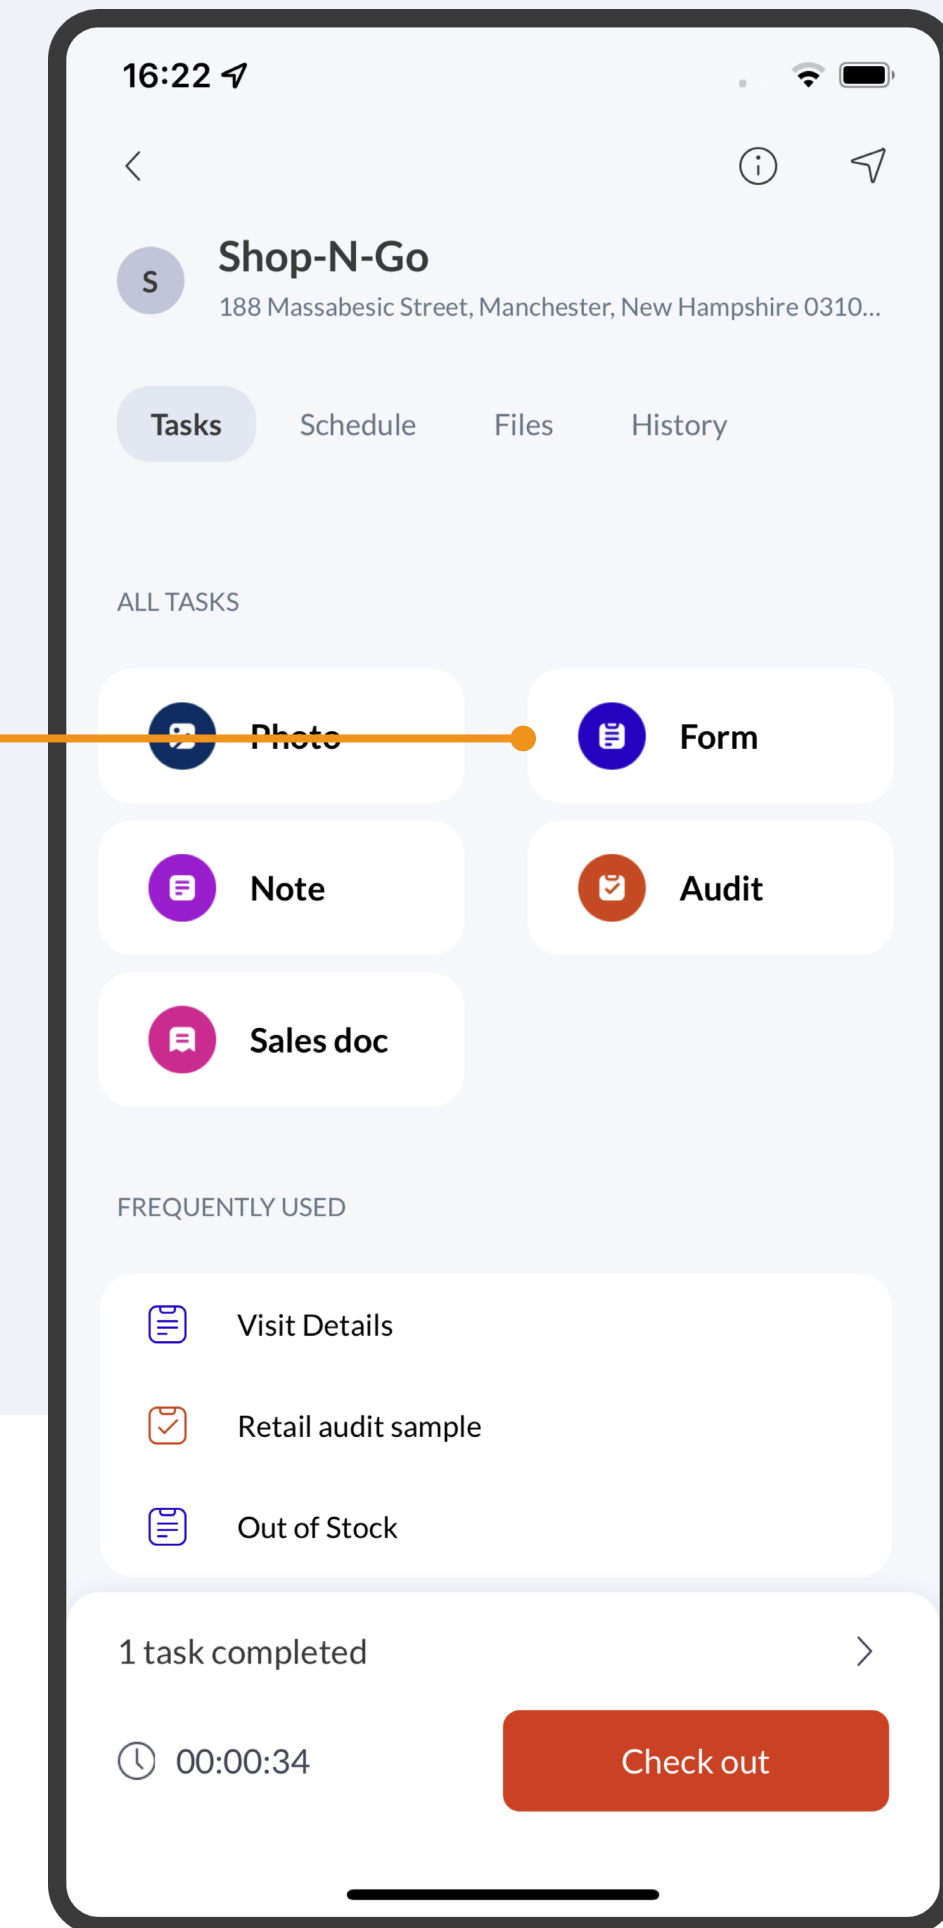 16:22
S
Shop-N-Go
188 Massabesic Street, Manchester, New Hampshire 0310...
Tasks Schedule Files History
ALL TASKS
Photo Form
Note Audit
Sales doc
FREQUENTLY USED
Visit Details
Retail audit sample
Out of Stock
1 task completed
00:00:34 Check out